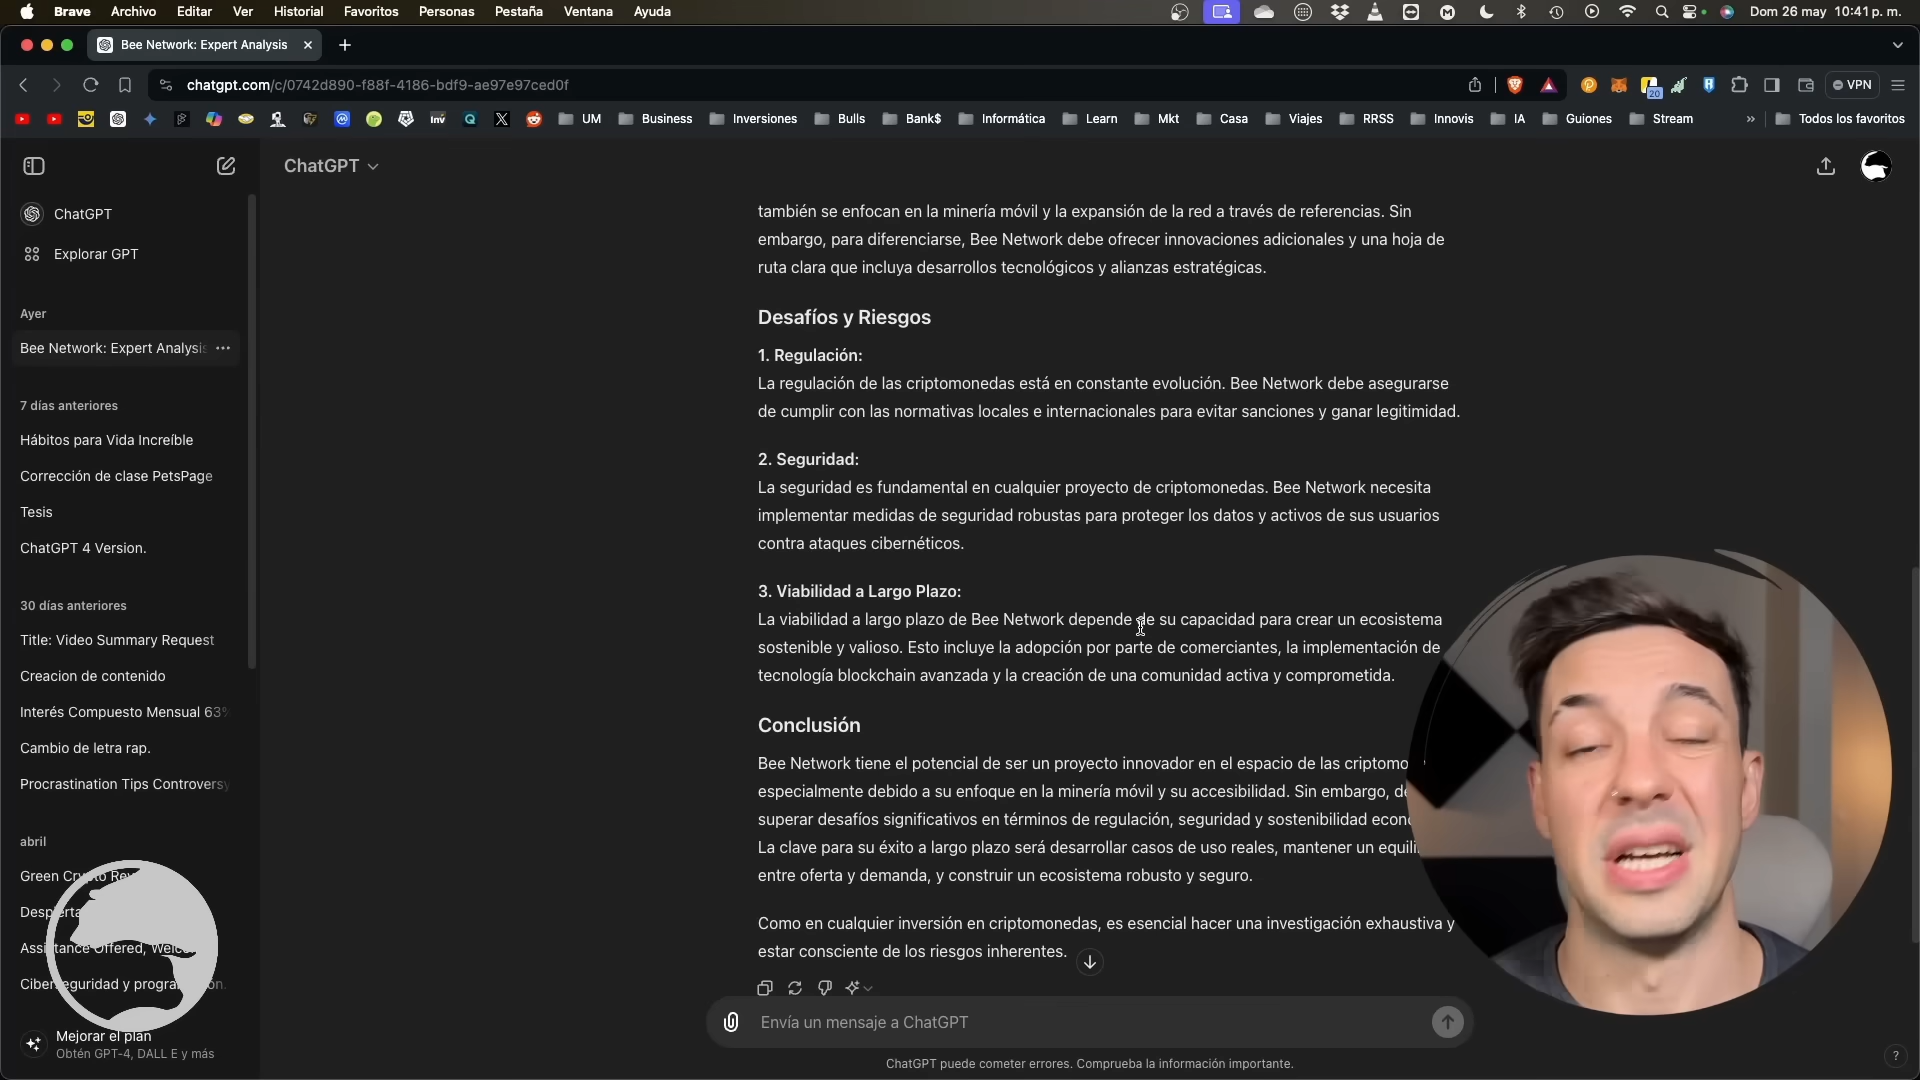 Brave Archivo Editar Ver Historial Favoritos Personas Pestaña Ventana Ayuda Dom 26 may 10:41 p. m.
Bee Network: Expert Analysis
chatgpt.com/c/0742d890-f88f-4186-bdf9-ae97e97ced0f
20
VPN
inv UM Business Inversiones Bulls Bank$ Informática Learn Mkt Casa Viajes RRSS Innovis IA Guiones Stream » Todos los favoritos
ChatGPT
ChatGPT
Explorar GPT
Ayer
Bee Network: Expert Analysis
7 días anteriores
Hábitos para Vida Increíble
Corrección de clase PetsPage
Tesis
ChatGPT 4 Version.
30 días anteriores
Title: Video Summary Request
Creacion de contenido
Interés Compuesto Mensual 63%
Cambio de letra rap.
Procrastination Tips Controversy
abril
Green Crypto Rev
Despierta
Assistance Offered, Welco
Ciberseguridad y programación.
Mejorar el plan
Obtén GPT-4, DALL E y más
también se enfocan en la minería móvil y la expansión de la red a través de referencias. Sin
embargo, para diferenciarse, Bee Network debe ofrecer innovaciones adicionales y una hoja de
ruta clara que incluya desarrollos tecnológicos y alianzas estratégicas.
Desafíos y Riesgos
1. Regulación:
La regulación de las criptomonedas está en constante evolución. Bee Network debe asegurarse
de cumplir con las normativas locales e internacionales para evitar sanciones y ganar legitimidad.
2. Seguridad:
La seguridad es fundamental en cualquier proyecto de criptomonedas. Bee Network necesita
implementar medidas de seguridad robustas para proteger los datos y activos de sus usuarios
contra ataques cibernéticos.
3. Viabilidad a Largo Plazo:
La viabilidad a largo plazo de Bee Network depende de su capacidad para crear un ecosistema
sostenible y valioso. Esto incluye la adopción por parte de comerciantes, la implementación de
tecnología blockchain avanzada y la creación de una comunidad activa y comprometida.
Conclusión
Bee Network tiene el potencial de ser un proyecto innovador en el espacio de las criptomo
especialmente debido a su enfoque en la minería móvil y su accesibilidad. Sin embargo, de
superar desafíos significativos en términos de regulación, seguridad y sostenibilidad econ
La clave para su éxito a largo plazo será desarrollar casos de uso reales, mantener un equili
entre oferta y demanda, y construir un ecosistema robusto y seguro.
Como en cualquier inversión en criptomonedas, es esencial hacer una investigación exhaustiva y
estar consciente de los riesgos inherentes.
Envía un mensaje a ChatGPT
ChatGPT puede cometer errores. Comprueba la información importante.
?